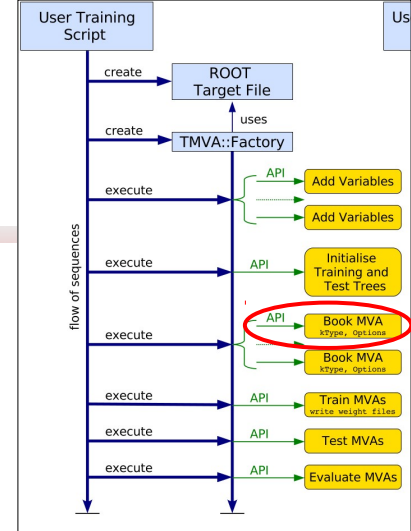 User Training
Script
Us
create
ROOT
Target File
uses
create
TMVA::Factory
API
Add Variables
execute
Add Variables
flow of sequences
execute
API
Initialise
Training and
Test Trees
API
Book MVA
kType, Options
execute
Book MVA
kType, Options
execute
API
Train MVAs
write weight files
execute
API
Test MVAs
execute
API
Evaluate MVAs